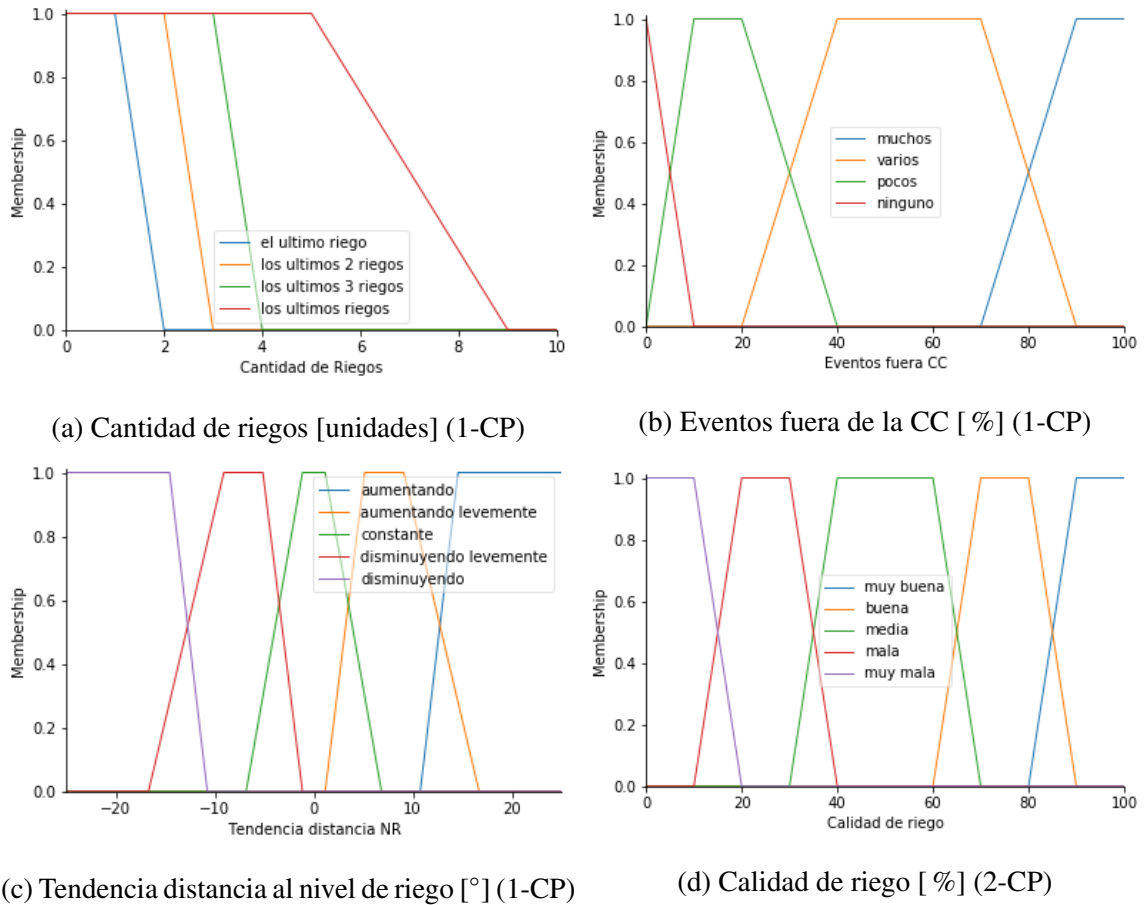 1.0
0.8
0.6
0.4
0.2
0.0
Membership
el ultimo riego
los ultimos 2 riegos
los ultimos 3 riegos
los ultimos riegos
0 2 4 6 8 10
Cantidad de Riegos
(a) Cantidad de riegos [unidades] (1-CP)
1.0
0.8
0.6
0.4
0.2
0.0
Membership
muchos
varios
pocos
ninguno
0 20 40 60 80 100
Eventos fuera CC
(b) Eventos fuera de la CC [ %] (1-CP)
1.0
0.8
0.6
0.4
0.2
0.0
Membership
aumentando
aumentando levemente
constante
disminuyendo levemente
disminuyendo
−20 −10 0 10 20
Tendencia distancia NR
(c) Tendencia distancia al nivel de riego [°] (1-CP)
1.0
0.8
0.6
0.4
0.2
0.0
Membership
muy buena
buena
media
mala
muy mala
0 20 40 60 80 100
Calidad de riego
(d) Calidad de riego [ %] (2-CP)